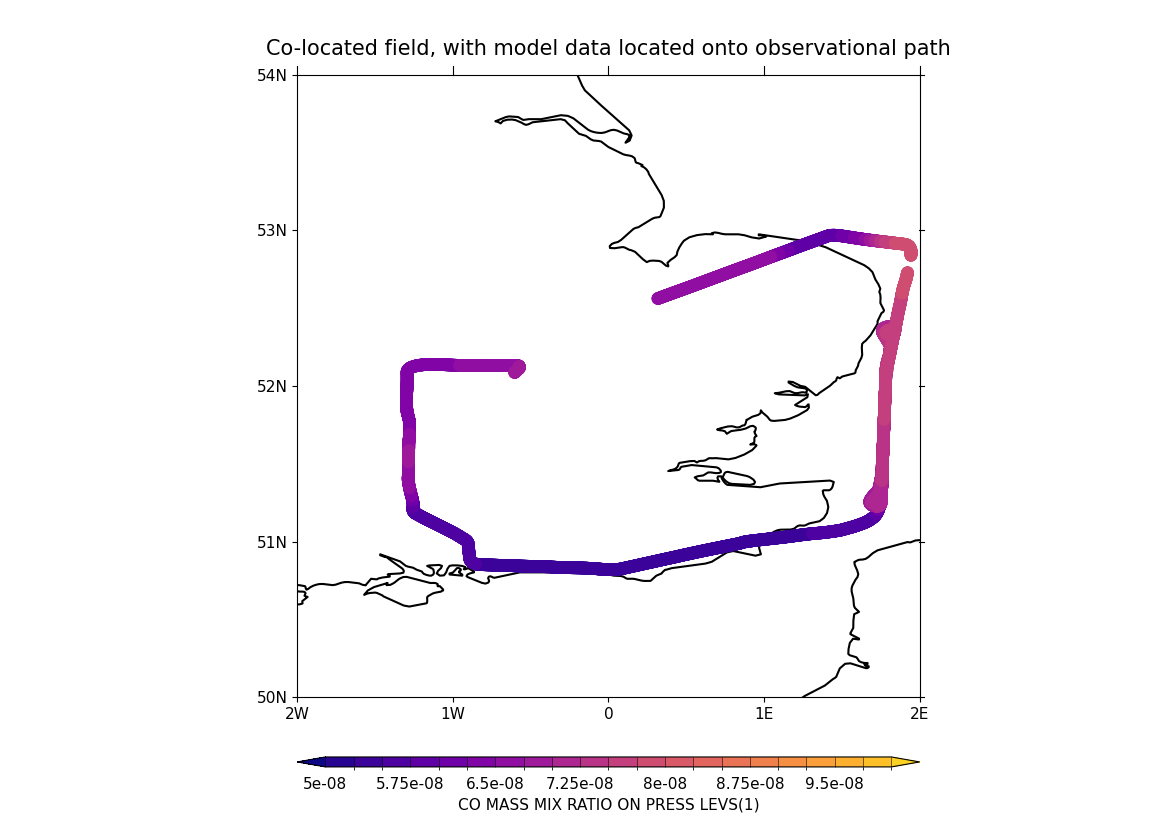 Co-located field, with model data located onto observational path
54N
53N
52N
51N
50N
2W 1W 0 1E 2E
5e-08 5.75e-08 6.5e-08 7.25e-08 8e-08 8.75e-08 9.5e-08
CO MASS MIX RATIO ON PRESS LEVS(1)